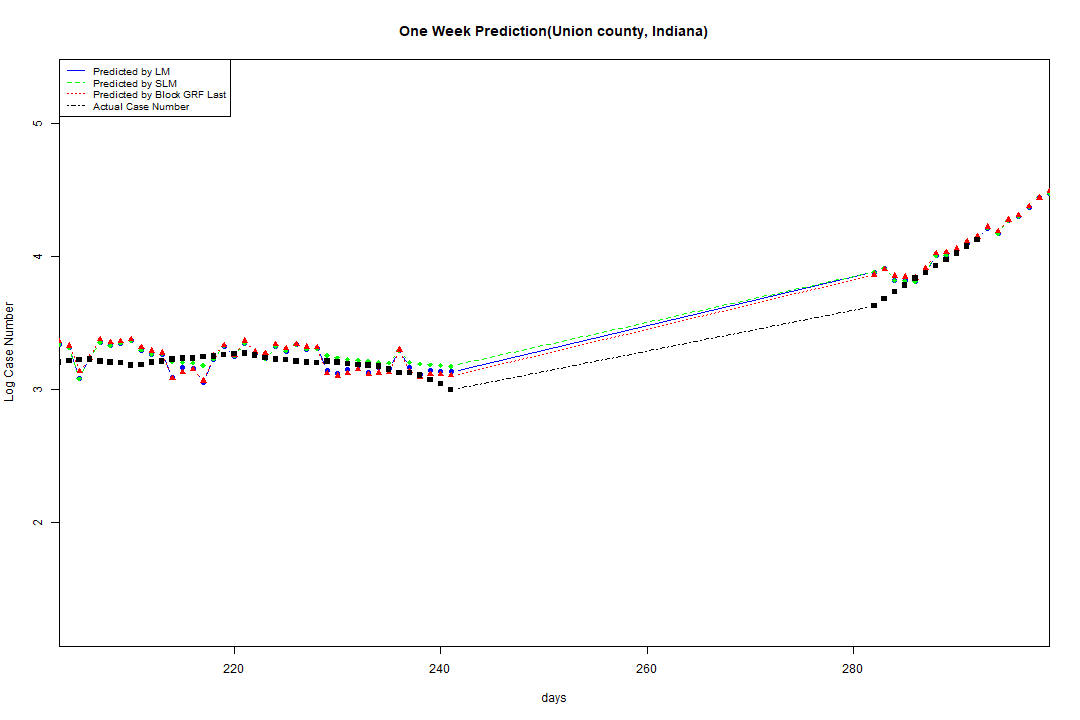 One Week Prediction(Union county, Indiana)
Predicted by LM
Predicted by SLM
Predicted by Block GRF Last
Actual Case Number
5
4
3
2
Log Case Number
220
240
260
280
days